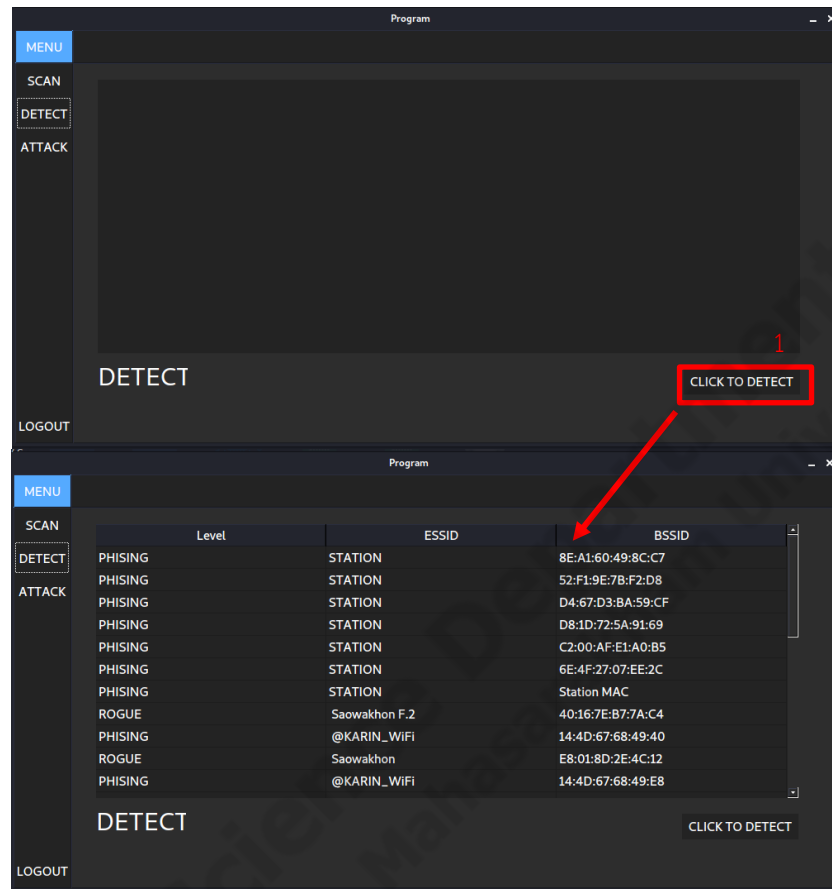 Program
MENU
SCAN
DETECT
ATTACK
1
DETECT
CLICK TO DETECT
LOGOUT
Program
MENU
SCAN
DETECT
ATTACK
Level ESSID BSSID
PHISING STATION 8E:A1:60:49:8C:C7
PHISING STATION 52:F1:9E:7B:F2:D8
PHISING STATION D4:67:D3:BA:59:CF
PHISING STATION D8:1D:72:5A:91:69
PHISING STATION C2:00:AF:E1:A0:B5
PHISING STATION 6E:4F:27:07:EE:2C
PHISING STATION Station MAC
ROGUE Saowakhon F.2 40:16:7E:B7:7A:C4
PHISING @KARIN_WiFi 14:4D:67:68:49:40
ROGUE Saowakhon E8:01:8D:2E:4C:12
PHISING @KARIN_WiFi 14:4D:67:68:49:E8
DETECT
CLICK TO DETECT
LOGOUT